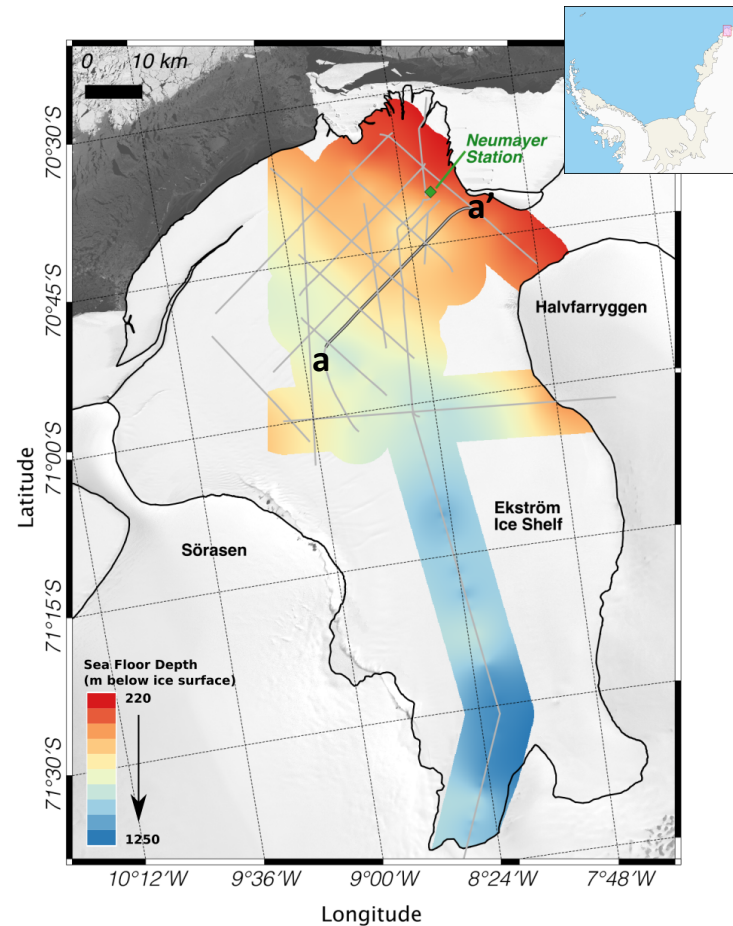 0 10 km
Neumayer
Station
a'
70°30'S
70°45'S
Halvfarryggen
a
71°00'S
Latitude
Ekström
Ice Shelf
Sörasen
71°15'S
Sea Floor Depth
(m below ice surface)
220
71°30'S
1250
10°12'W 9°36'W 9°00'W 8°24'W 7°48'W
Longitude